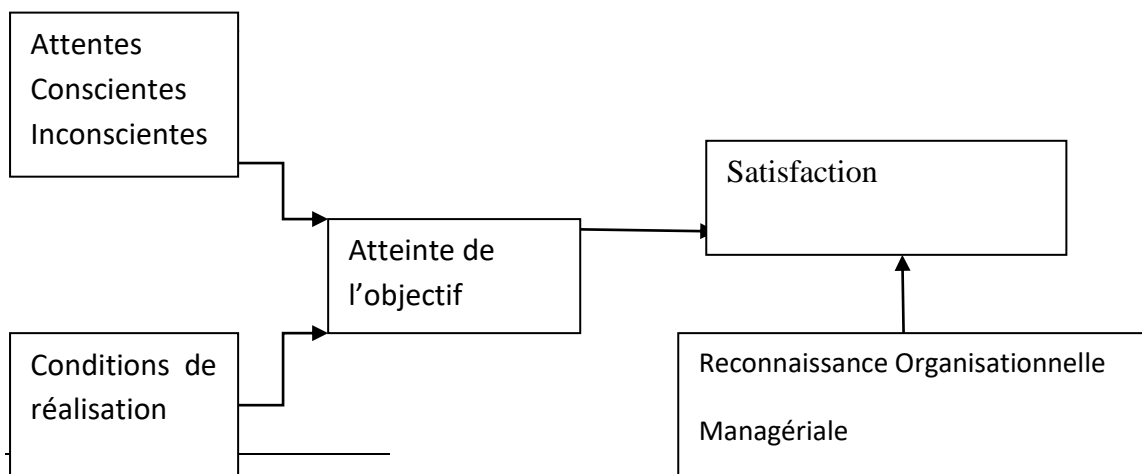 Attentes
Conscientes
Inconscientes
Satisfaction
Atteinte de
l’objectif
Conditions de
réalisation
Reconnaissance Organisationnelle
Managériale